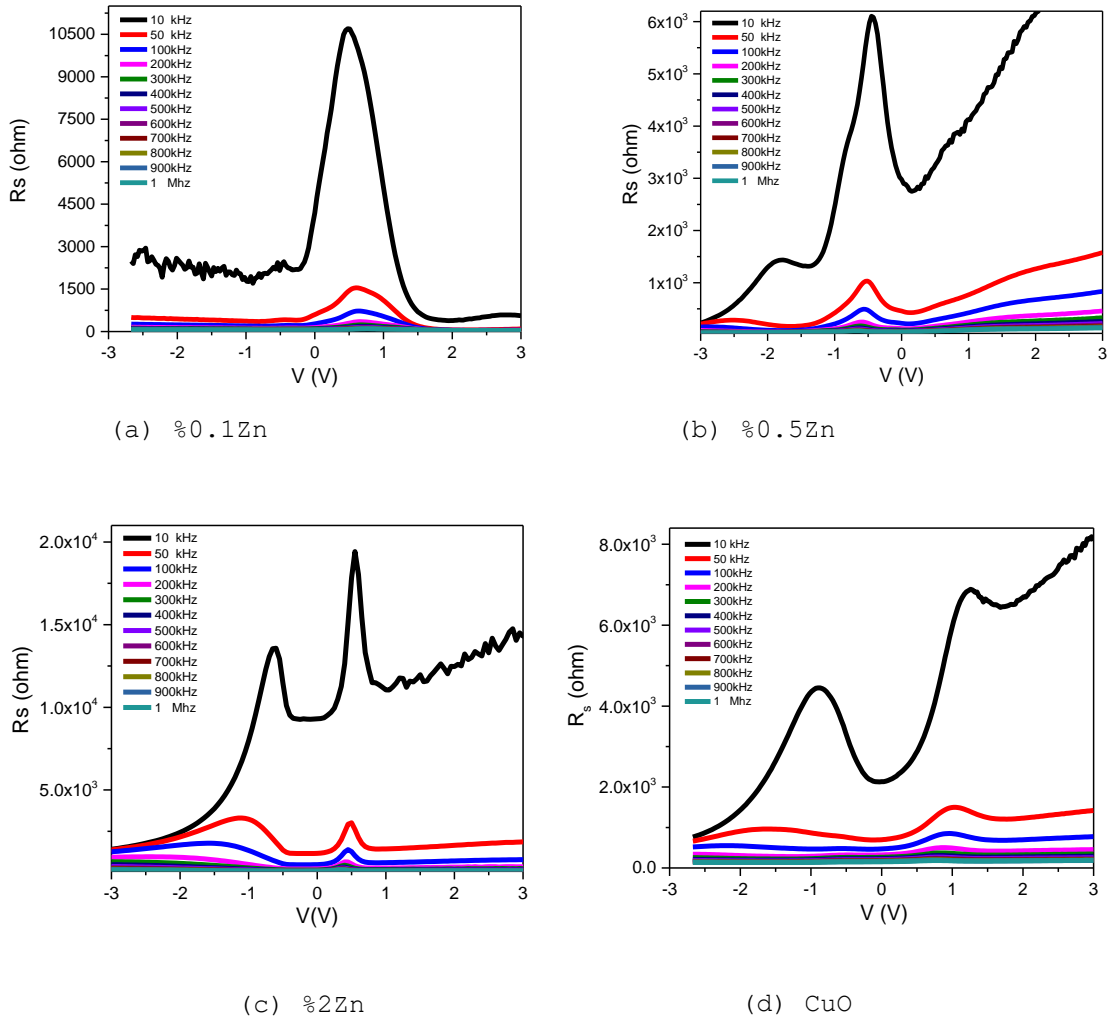 10 kHz
50 kHz
100kHz
200kHz
300kHz
400kHz
500kHz
600kHz
700kHz
800kHz
900kHz
1 Mhz
10500
9000
7500
6000
4500
3000
1500
0
Rs (ohm)
-3 -2 -1 0 1 2 3
V (V)
(a) %0.1Zn
10 kHz
50 kHz
100kHz
200kHz
300kHz
400kHz
500kHz
600kHz
700kHz
800kHz
900kHz
1 Mhz
6x10³
5x10³
4x10³
3x10³
2x10³
1x10³
Rs (ohm)
-3 -2 -1 0 1 2 3
V (V)
(b) %0.5Zn
10 kHz
50 kHz
100kHz
200kHz
300kHz
400kHz
500kHz
600kHz
700kHz
800kHz
900kHz
1 Mhz
2.0x10⁴
1.5x10⁴
1.0x10⁴
5.0x10³
Rs (ohm)
-3 -2 -1 0 1 2 3
V(V)
(c) %2Zn
10 kHz
50 kHz
100kHz
200kHz
300kHz
400kHz
500kHz
600kHz
700kHz
800kHz
900kHz
1 Mhz
8.0x10³
6.0x10³
4.0x10³
2.0x10³
0.0
Rₛ (ohm)
-3 -2 -1 0 1 2 3
V (V)
(d) CuO